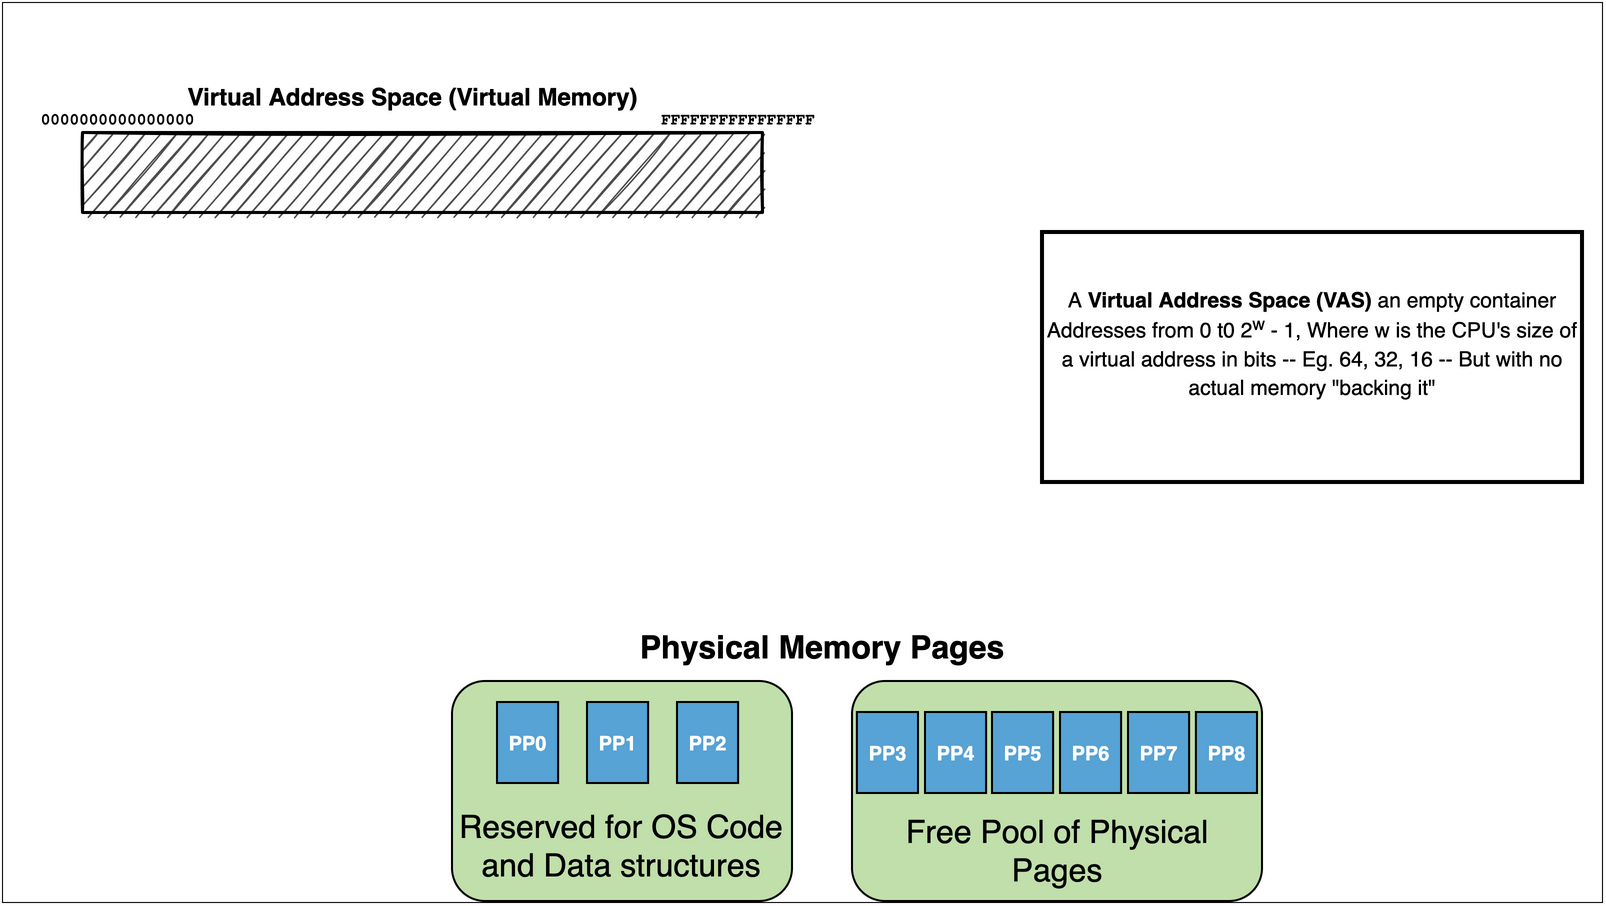 Virtual Address Space (Virtual Memory)
0000000000000000
FFFFFFFFFFFFFFFF
A Virtual Address Space (VAS) an empty container
Addresses from 0 t0 2^w - 1, Where w is the CPU's size of
a virtual address in bits -- Eg. 64, 32, 16 -- But with no
actual memory "backing it"
Physical Memory Pages
PP0
PP1
PP2
Reserved for OS Code
and Data structures
PP3
PP4
PP5
PP6
PP7
PP8
Free Pool of Physical
Pages